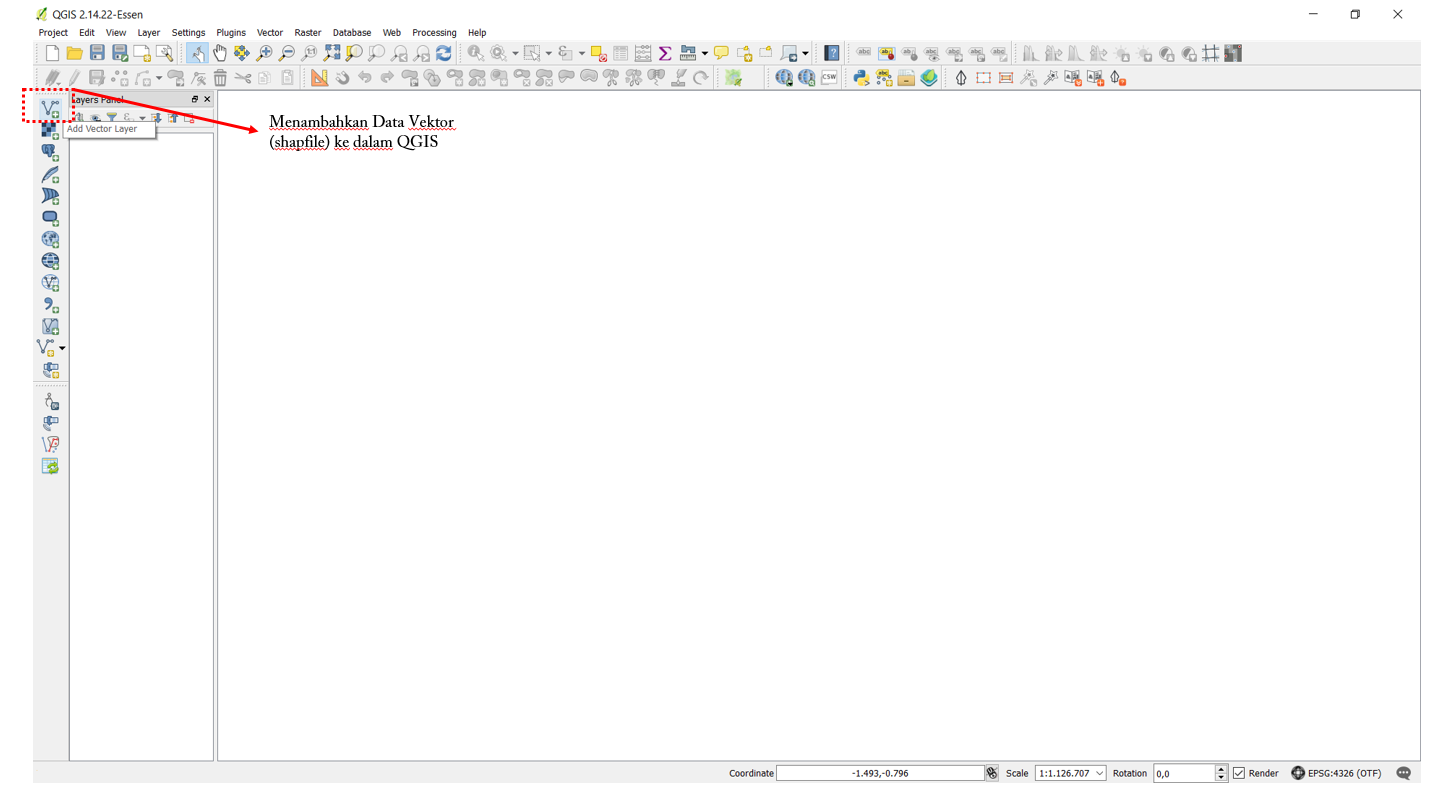 QGIS 2.14.22-Essen
Project Edit View Layer Settings Plugins Vector Raster Database Web Processing Help
CSW
ayers Panel
Add Vector Layer
Menambahkan Data Vektor
(shapfile) ke dalam QGIS
Coordinate -1.493,-0.796 Scale 1:1.126.707 Rotation 0,0 Render EPSG:4326 (OTF)